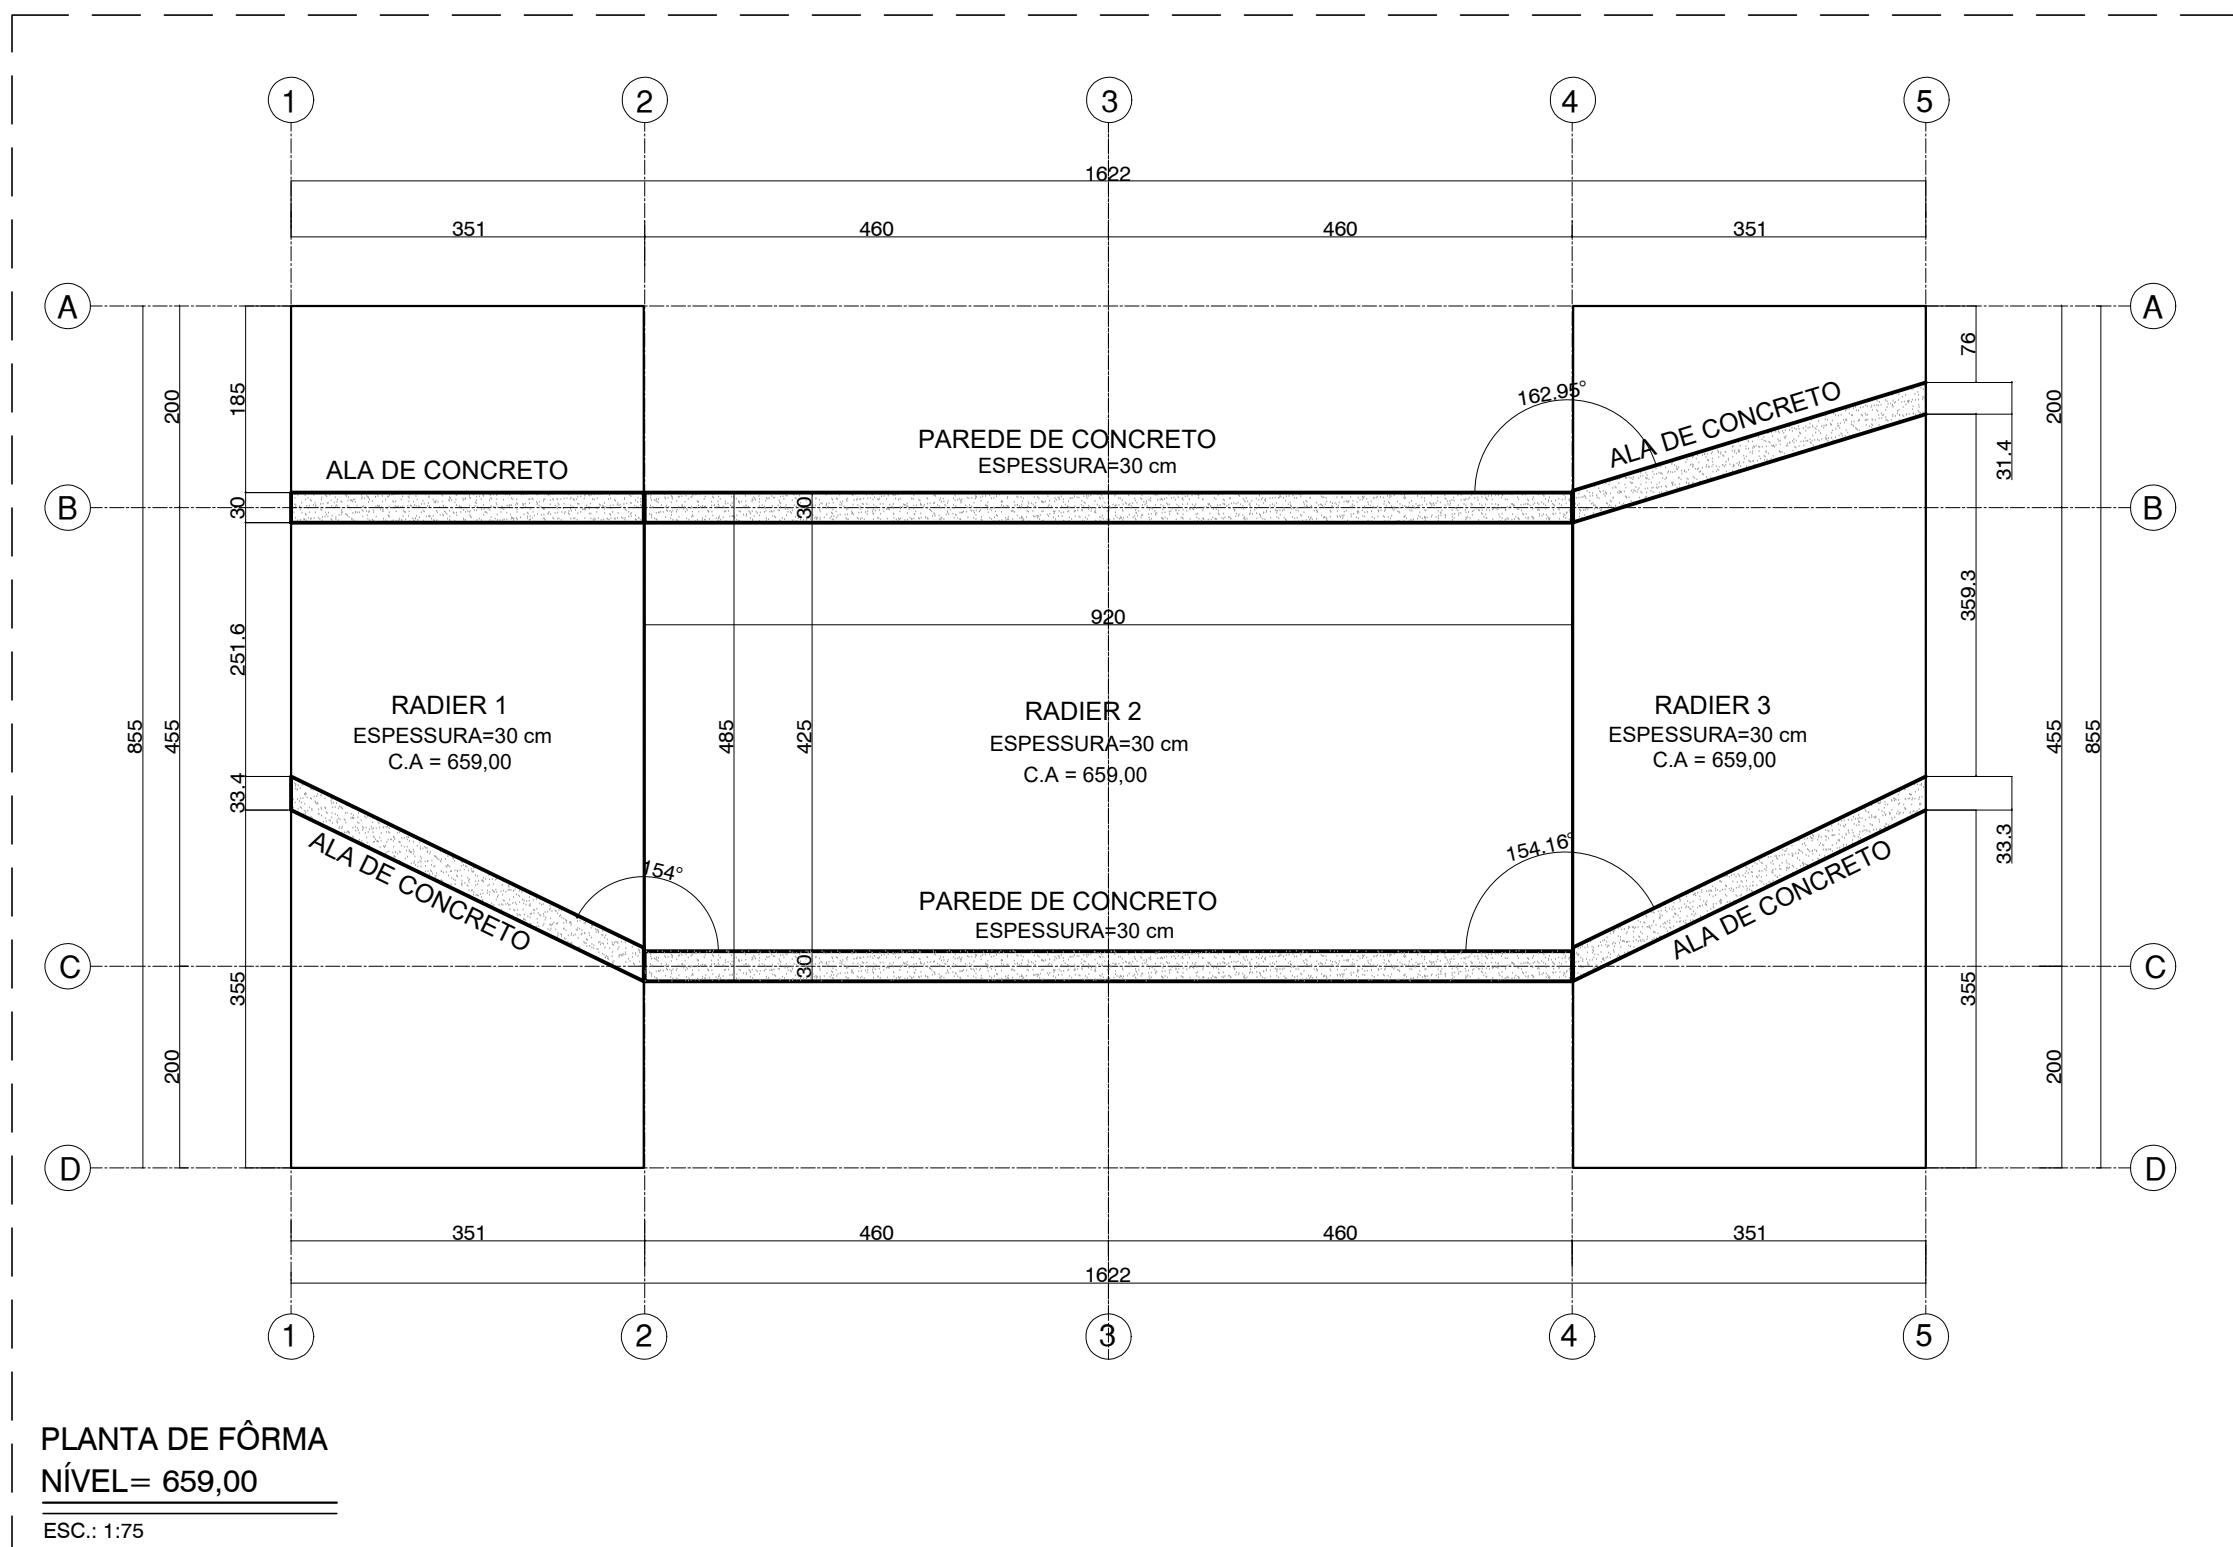 1 2 3 4 5
1622
351 460 460 351
A A
76
162.95°
ALA DE CONCRETO
200 185 200
PAREDE DE CONCRETO
ESPESSURA=30 cm
31.4
ALA DE CONCRETO
B 30 30 B
359.3
920
251.6
RADIER 1
ESPESSURA=30 cm
C.A = 659,00
RADIER 2
ESPESSURA=30 cm
C.A = 659,00
RADIER 3
ESPESSURA=30 cm
C.A = 659,00
855 455 485 425 455 855
33.4
33.3
ALA DE CONCRETO
154°
154.16°
ALA DE CONCRETO
PAREDE DE CONCRETO
ESPESSURA=30 cm
C 30 C
355 355
200 200
D D
351 460 460 351
1622
1 2 3 4 5
PLANTA DE FÔRMA
NÍVEL= 659,00
ESC.: 1:75